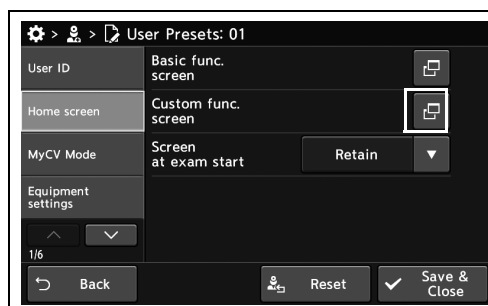 > > User Presets: 01
User ID
Basic func.
screen
Home screen
Custom func.
screen
MyCV Mode
Screen
at exam start
Retain
Equipment
settings
1/6
Back
Reset
Save &
Close